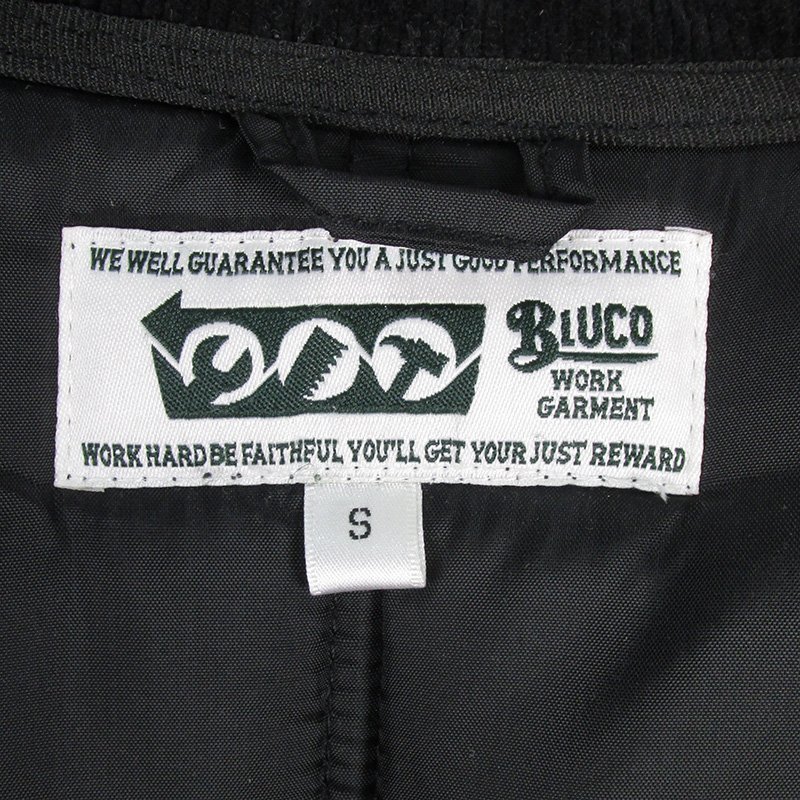 WE WELL GUARANTEE YOU A JUST GOOD PERFORMANCE
BLUCO
WORK
GARMENT
WORK HARD BE FAITHFUL YOU'LL GET YOUR JUST REWARD
S